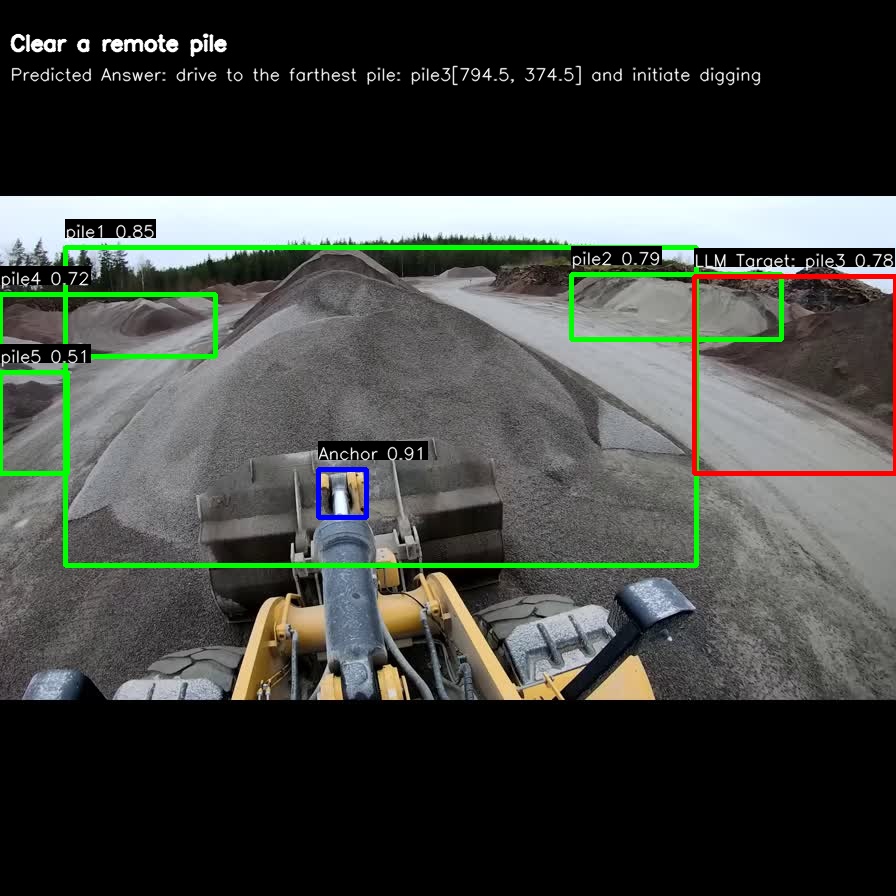 Clear a remote pile
Predicted Answer: drive to the farthest pile: pile3[794.5, 374.5] and initiate digging
pile1 0.85
pile2 0.79
LLM Target: pile3 0.78
pile4 0.72
pile5 0.51
Anchor 0.91